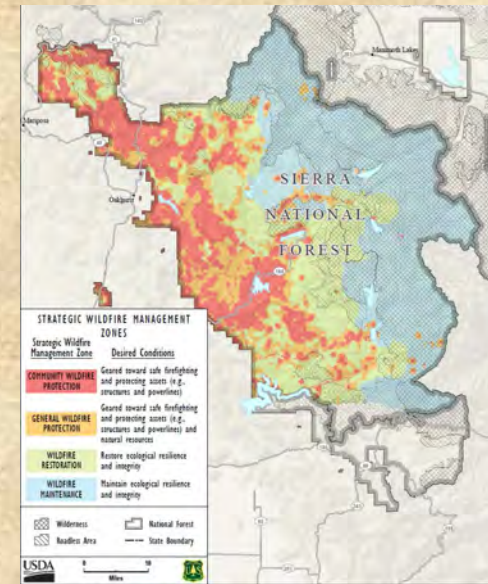 Mammoth Lakes
Mariposa
Oakhurst
SIERRA
NATIONAL
FOREST
168
STRATEGIC WILDFIRE MANAGEMENT
ZONES
Strategic Wildfire
Management Zone
Desired Conditions
COMMUNITY WILDFIRE
PROTECTION
Geared toward safe firefighting
and protecting assets (e.g.,
structures and powerlines)
GENERAL WILDFIRE
PROTECTION
Geared toward safe firefighting
and protecting assets (e.g.,
structures and powerlines) and
natural resources
WILDFIRE
RESTORATION
Restore ecological resilience
and integrity
WILDFIRE
MAINTENANCE
Maintain ecological resilience
and integrity
Wilderness
National Forest
Roadless Area
State Boundary
USDA
0 10
Miles